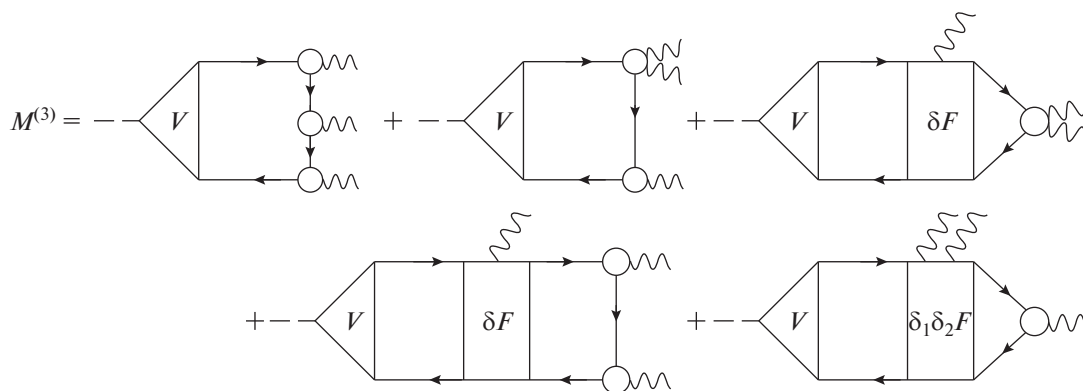 M⁽³⁾ = V + V + V δF
+ V δF + V δ₁δ₂F